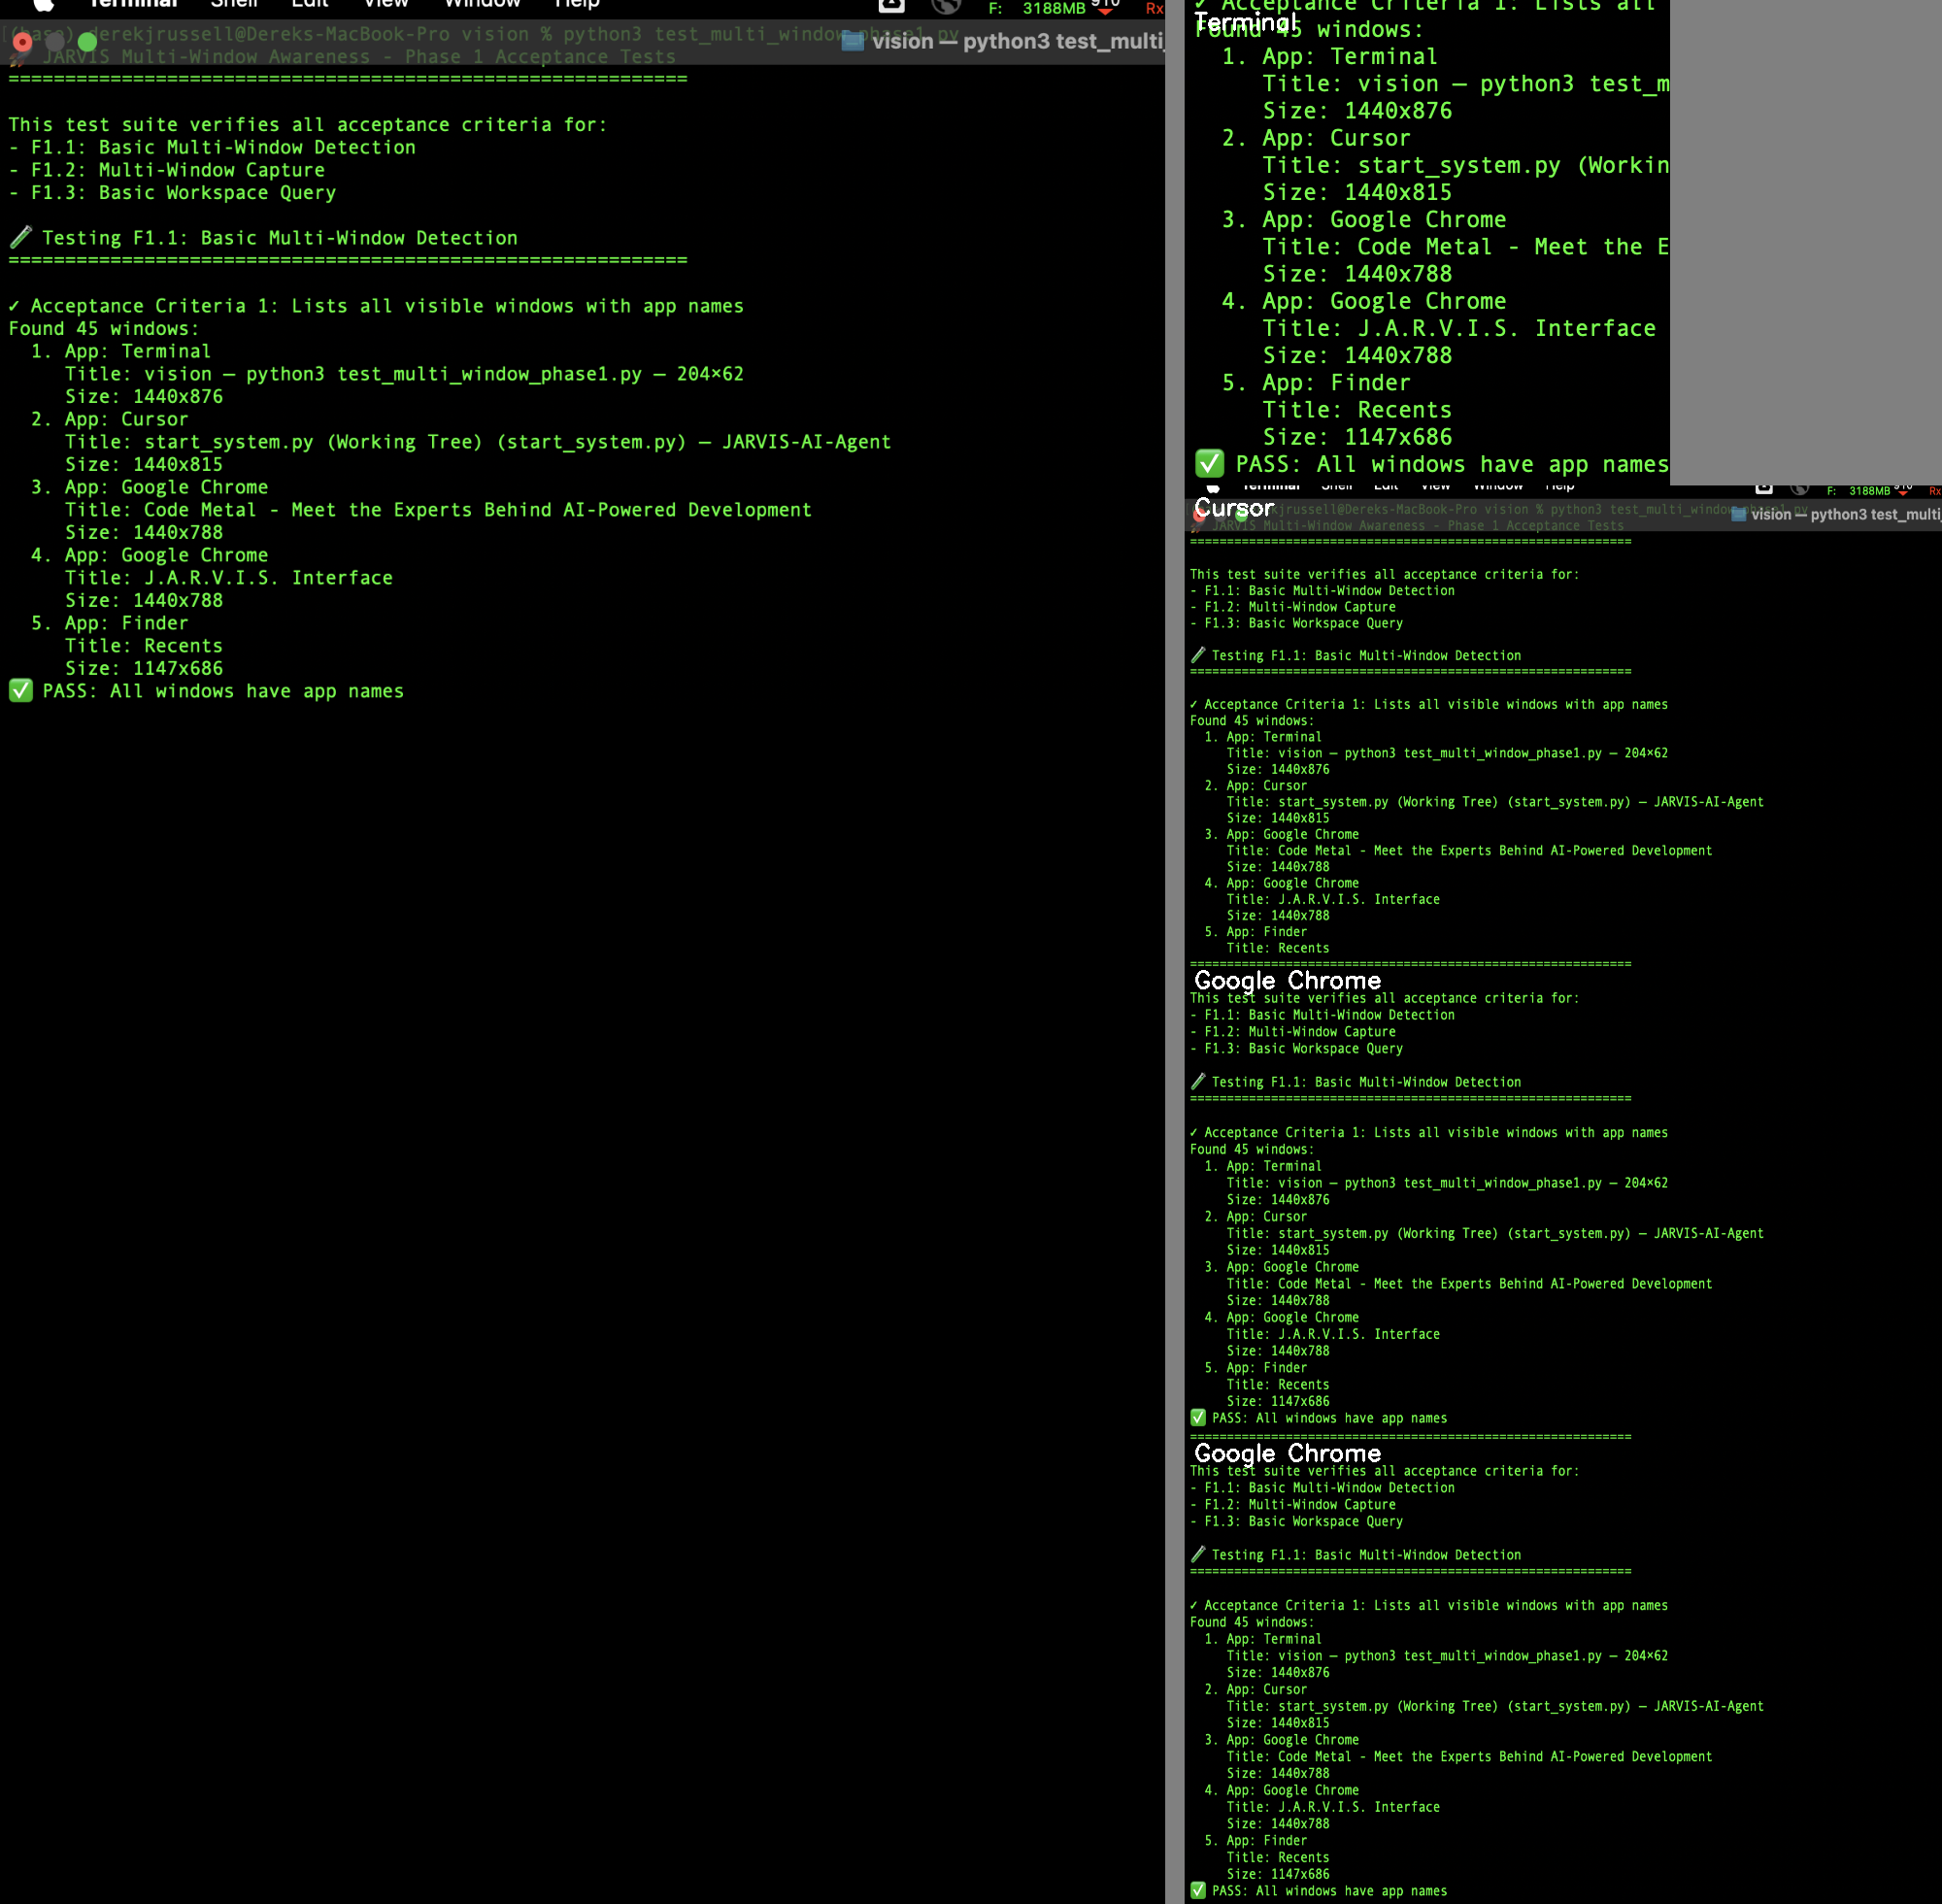 Terminal Shell Edit View Window Help F: 3188MB 910 Rx
(base) derekjrussell@Dereks-MacBook-Pro vision % python3 test_multi_window_phase1.py
vision — python3 test_multi_
🚀 JARVIS Multi-Window Awareness - Phase 1 Acceptance Tests
============================================================
This test suite verifies all acceptance criteria for:
- F1.1: Basic Multi-Window Detection
- F1.2: Multi-Window Capture
- F1.3: Basic Workspace Query
🧪 Testing F1.1: Basic Multi-Window Detection
============================================================
✓ Acceptance Criteria 1: Lists all visible windows with app names
Found 45 windows:
1. App: Terminal
Title: vision — python3 test_multi_window_phase1.py — 204×62
Size: 1440x876
2. App: Cursor
Title: start_system.py (Working Tree) (start_system.py) — JARVIS-AI-Agent
Size: 1440x815
3. App: Google Chrome
Title: Code Metal - Meet the Experts Behind AI-Powered Development
Size: 1440x788
4. App: Google Chrome
Title: J.A.R.V.I.S. Interface
Size: 1440x788
5. App: Finder
Title: Recents
Size: 1147x686
✅ PASS: All windows have app names
✓ Acceptance Criteria 1: Lists all
Terminal
Found 45 windows:
1. App: Terminal
Title: vision — python3 test_m
Size: 1440x876
2. App: Cursor
Title: start_system.py (Workin
Size: 1440x815
3. App: Google Chrome
Title: Code Metal - Meet the E
Size: 1440x788
4. App: Google Chrome
Title: J.A.R.V.I.S. Interface
Size: 1440x788
5. App: Finder
Title: Recents
Size: 1147x686
✅ PASS: All windows have app names
Terminal Shell Edit View Window Help F: 3188MB 910 Rx
Cursor
derekjrussell@Dereks-MacBook-Pro vision % python3 test_multi_window_phase1.py
vision — python3 test_multi_
JARVIS Multi-Window Awareness - Phase 1 Acceptance Tests
============================================================
This test suite verifies all acceptance criteria for:
- F1.1: Basic Multi-Window Detection
- F1.2: Multi-Window Capture
- F1.3: Basic Workspace Query
🧪 Testing F1.1: Basic Multi-Window Detection
============================================================
✓ Acceptance Criteria 1: Lists all visible windows with app names
Found 45 windows:
1. App: Terminal
Title: vision — python3 test_multi_window_phase1.py — 204×62
Size: 1440x876
2. App: Cursor
Title: start_system.py (Working Tree) (start_system.py) — JARVIS-AI-Agent
Size: 1440x815
3. App: Google Chrome
Title: Code Metal - Meet the Experts Behind AI-Powered Development
Size: 1440x788
4. App: Google Chrome
Title: J.A.R.V.I.S. Interface
Size: 1440x788
5. App: Finder
Title: Recents
============================================================
Google Chrome
This test suite verifies all acceptance criteria for:
- F1.1: Basic Multi-Window Detection
- F1.2: Multi-Window Capture
- F1.3: Basic Workspace Query
🧪 Testing F1.1: Basic Multi-Window Detection
============================================================
✓ Acceptance Criteria 1: Lists all visible windows with app names
Found 45 windows:
1. App: Terminal
Title: vision — python3 test_multi_window_phase1.py — 204×62
Size: 1440x876
2. App: Cursor
Title: start_system.py (Working Tree) (start_system.py) — JARVIS-AI-Agent
Size: 1440x815
3. App: Google Chrome
Title: Code Metal - Meet the Experts Behind AI-Powered Development
Size: 1440x788
4. App: Google Chrome
Title: J.A.R.V.I.S. Interface
Size: 1440x788
5. App: Finder
Title: Recents
Size: 1147x686
✅ PASS: All windows have app names
============================================================
Google Chrome
This test suite verifies all acceptance criteria for:
- F1.1: Basic Multi-Window Detection
- F1.2: Multi-Window Capture
- F1.3: Basic Workspace Query
🧪 Testing F1.1: Basic Multi-Window Detection
============================================================
✓ Acceptance Criteria 1: Lists all visible windows with app names
Found 45 windows:
1. App: Terminal
Title: vision — python3 test_multi_window_phase1.py — 204×62
Size: 1440x876
2. App: Cursor
Title: start_system.py (Working Tree) (start_system.py) — JARVIS-AI-Agent
Size: 1440x815
3. App: Google Chrome
Title: Code Metal - Meet the Experts Behind AI-Powered Development
Size: 1440x788
4. App: Google Chrome
Title: J.A.R.V.I.S. Interface
Size: 1440x788
5. App: Finder
Title: Recents
Size: 1147x686
✅ PASS: All windows have app names